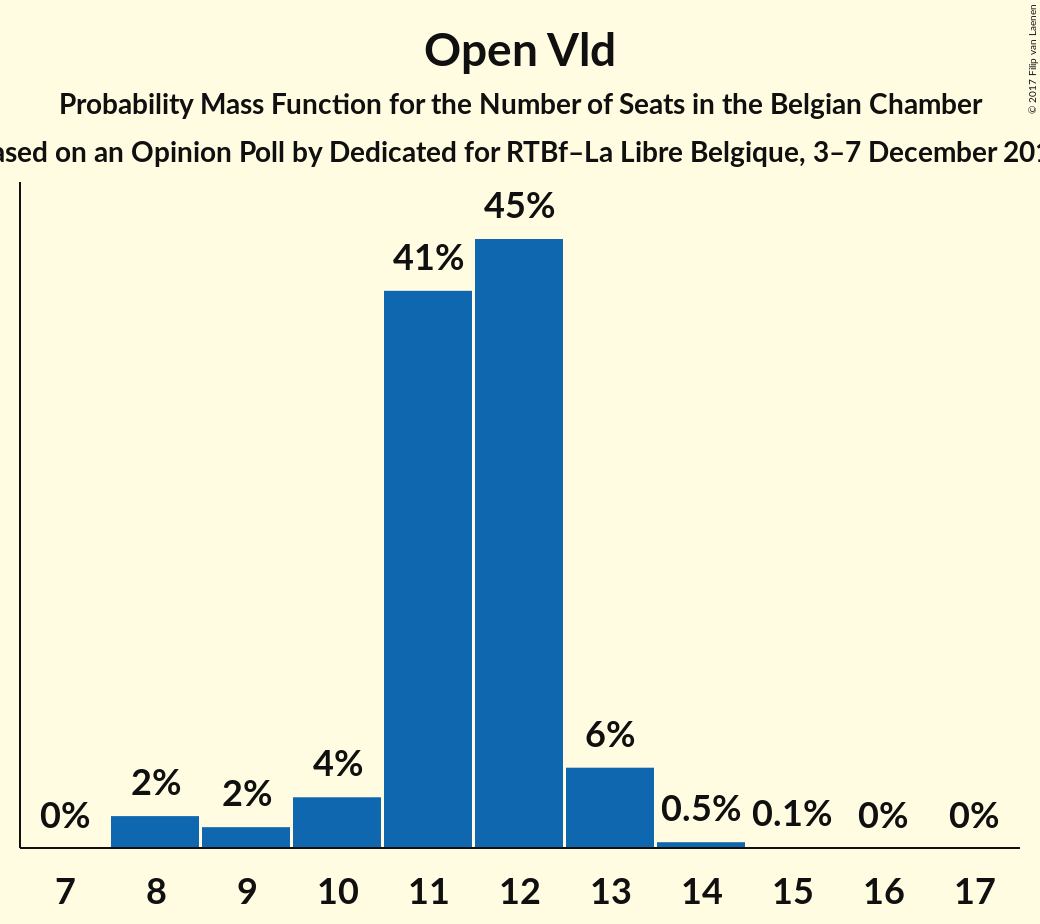 Open Vld
Probability Mass Function for the Number of Seats in the Belgian Chamber
ased on an Opinion Poll by Dedicated for RTBf–La Libre Belgique, 3–7 December 201
© 2017 Filip van Laenen
0% 2% 2% 4% 41% 45% 6% 0.5% 0.1% 0% 0%
7 8 9 10 11 12 13 14 15 16 17